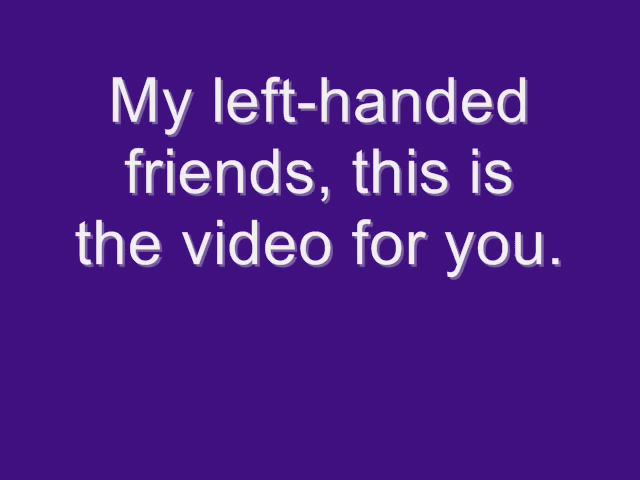 My left-handed
friends, this is
the video for you.